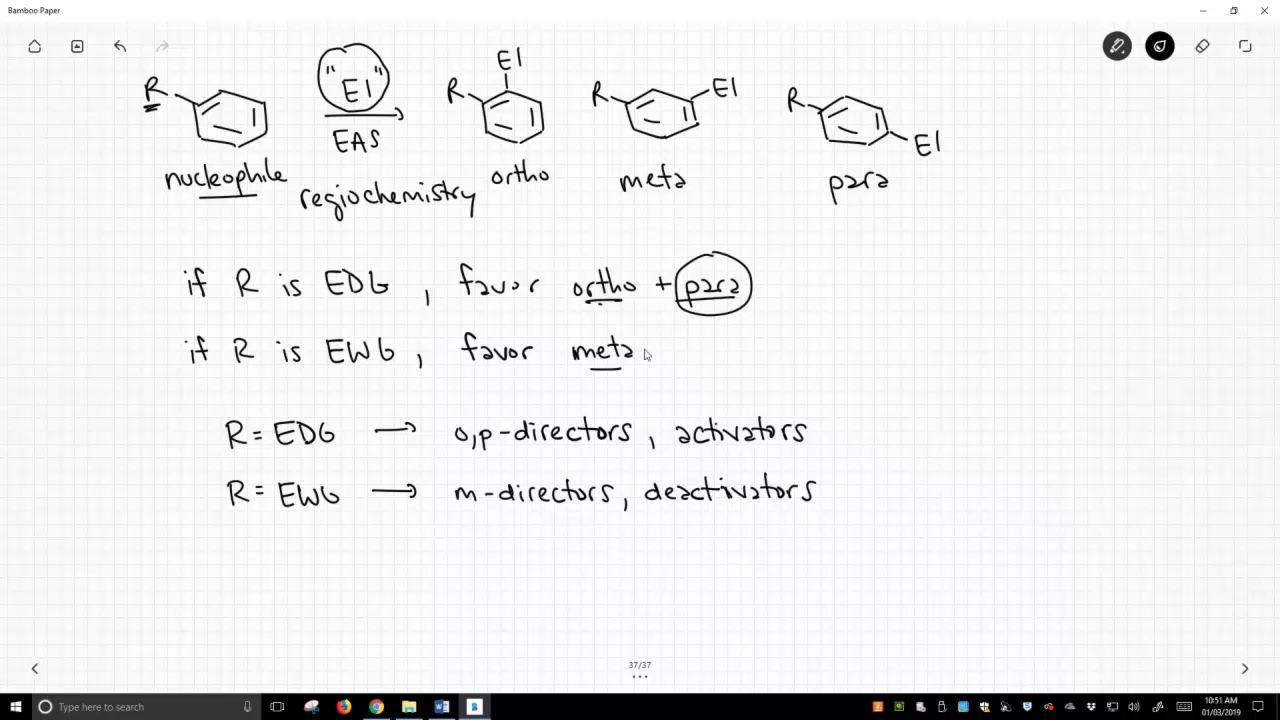 Bamboo Paper
El
R " El " R R El R
EAS El
nucleophile regiochemistry ortho meta para
if R is EDG, favor ortho + para
if R is EWG, favor meta
R = EDG → o,p-directors, activators
R = EWG → m-directors, deactivators
37/37
Type here to search
10:51 AM
01/03/2019